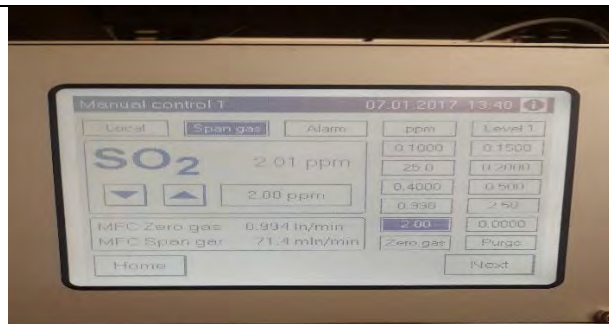 Manual control 1 07.01.2017 13:40
Local Span gas Alarm ppm Level 1
0.1000 0.1500
SO2 2.01 ppm 25.0 0.2000
0.4000 0.500
2.00 ppm 2.50
2.00 0.0000
MFC Zero gas 0.994 ln/min
MFC Span gas 71.4 mln/min Zero gas Purge
Home Next